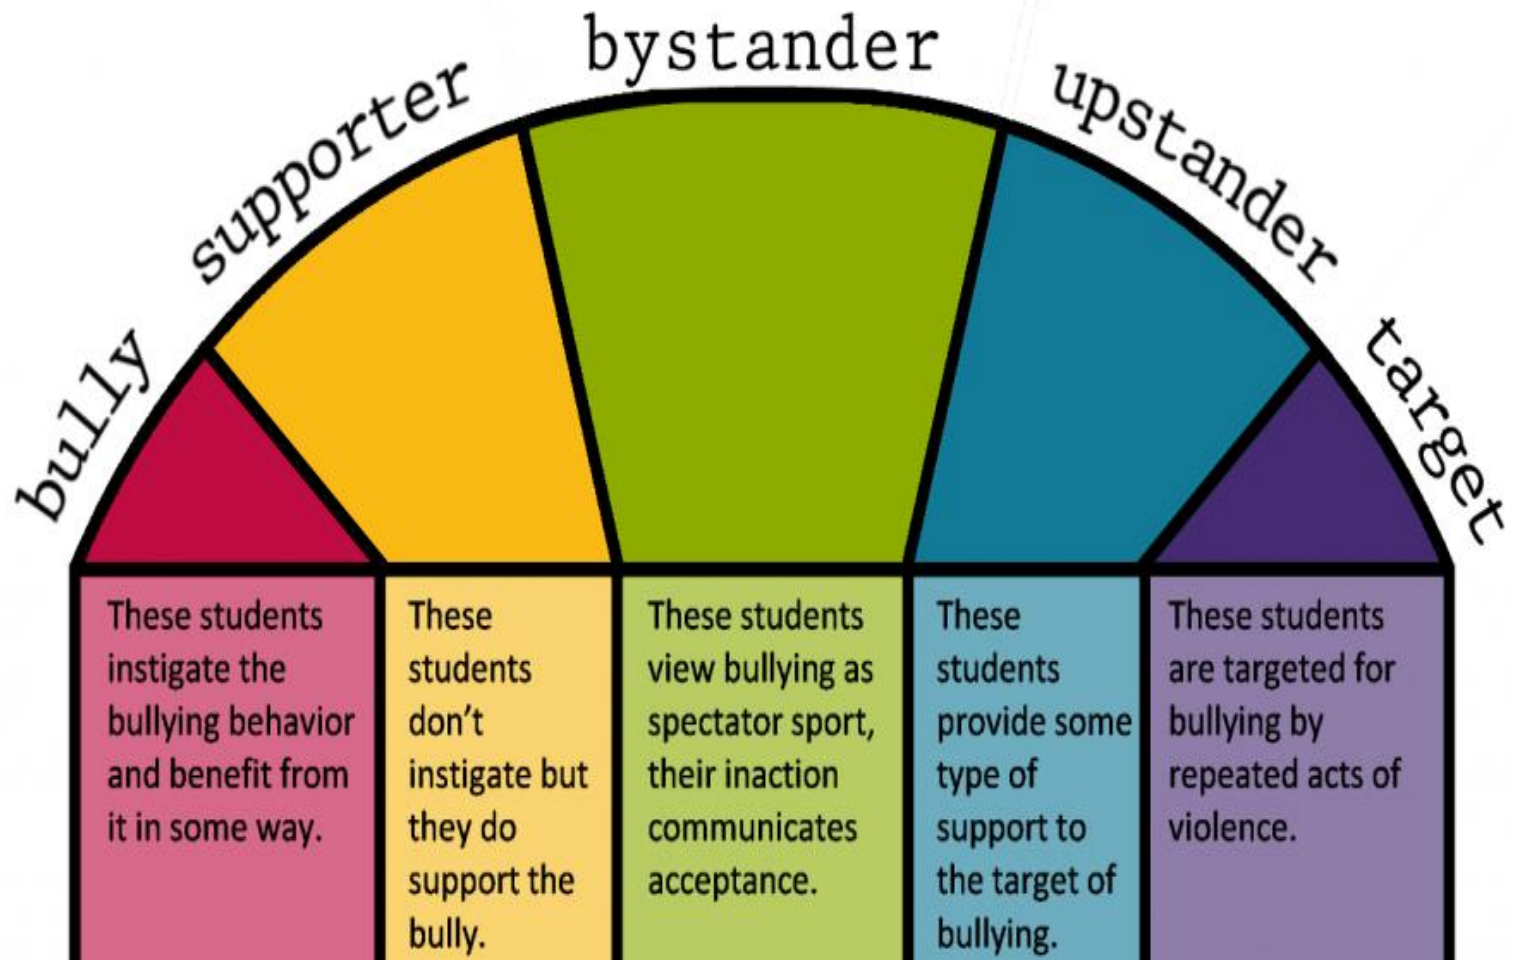 bully
supporter
bystander
upstander
target
These students
instigate the
bullying behavior
and benefit from
it in some way.
These
students
don't
instigate but
they do
support the
bully.
These students
view bullying as
spectator sport,
their inaction
communicates
acceptance.
These
students
provide some
type of
support to
the target of
bullying.
These students
are targeted for
bullying by
repeated acts of
violence.